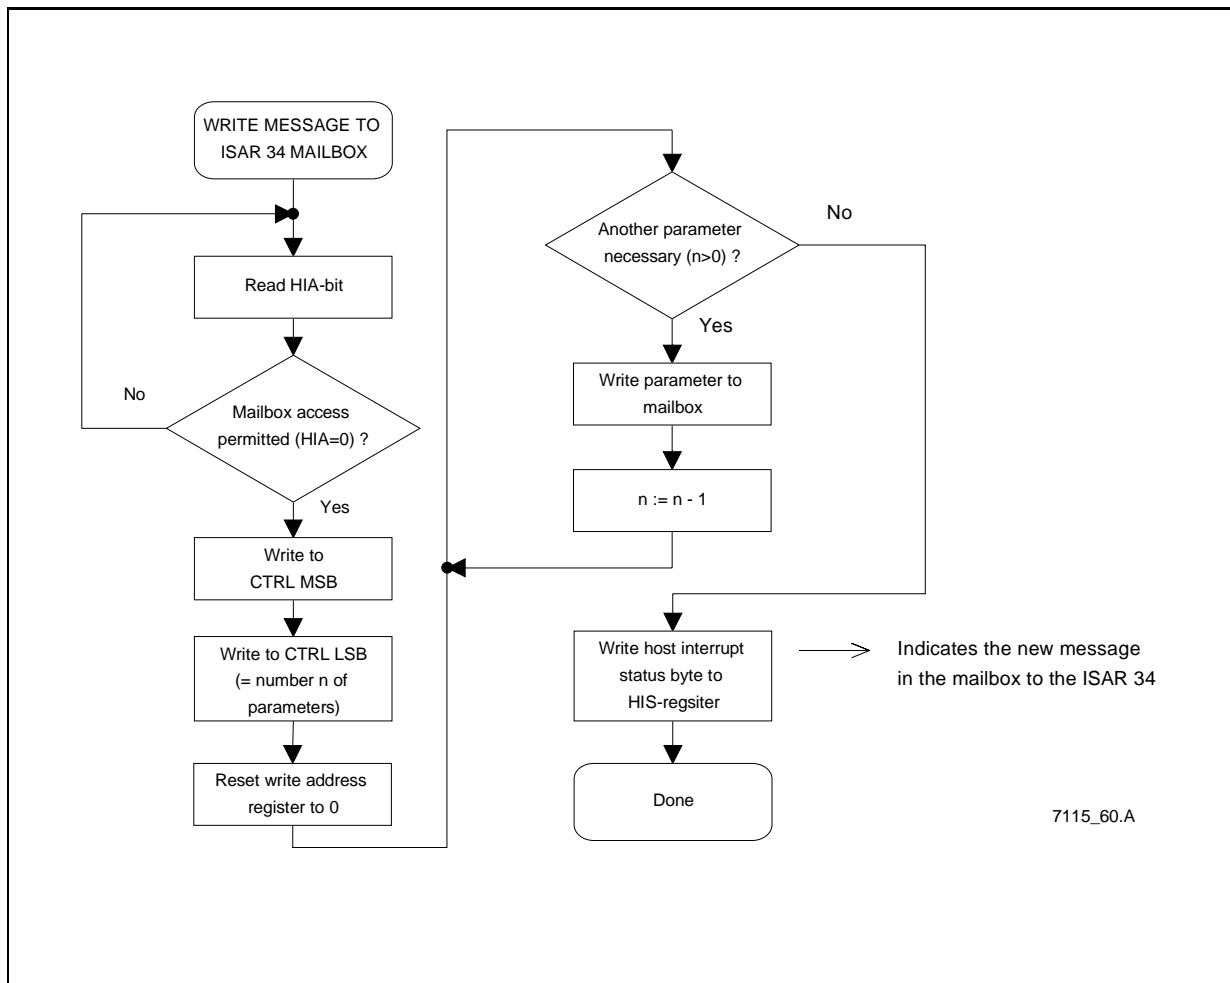 WRITE MESSAGE TO
ISAR 34 MAILBOX
Read HIA-bit
No
Mailbox access
permitted (HIA=0) ?
Yes
Write to
CTRL MSB
Write to CTRL LSB
(= number n of
parameters)
Reset write address
register to 0
Another parameter
necessary (n>0) ?
No
Yes
Write parameter to
mailbox
n := n - 1
Write host interrupt
status byte to
HIS-regsiter
Indicates the new message
in the mailbox to the ISAR 34
Done
7115_60.A